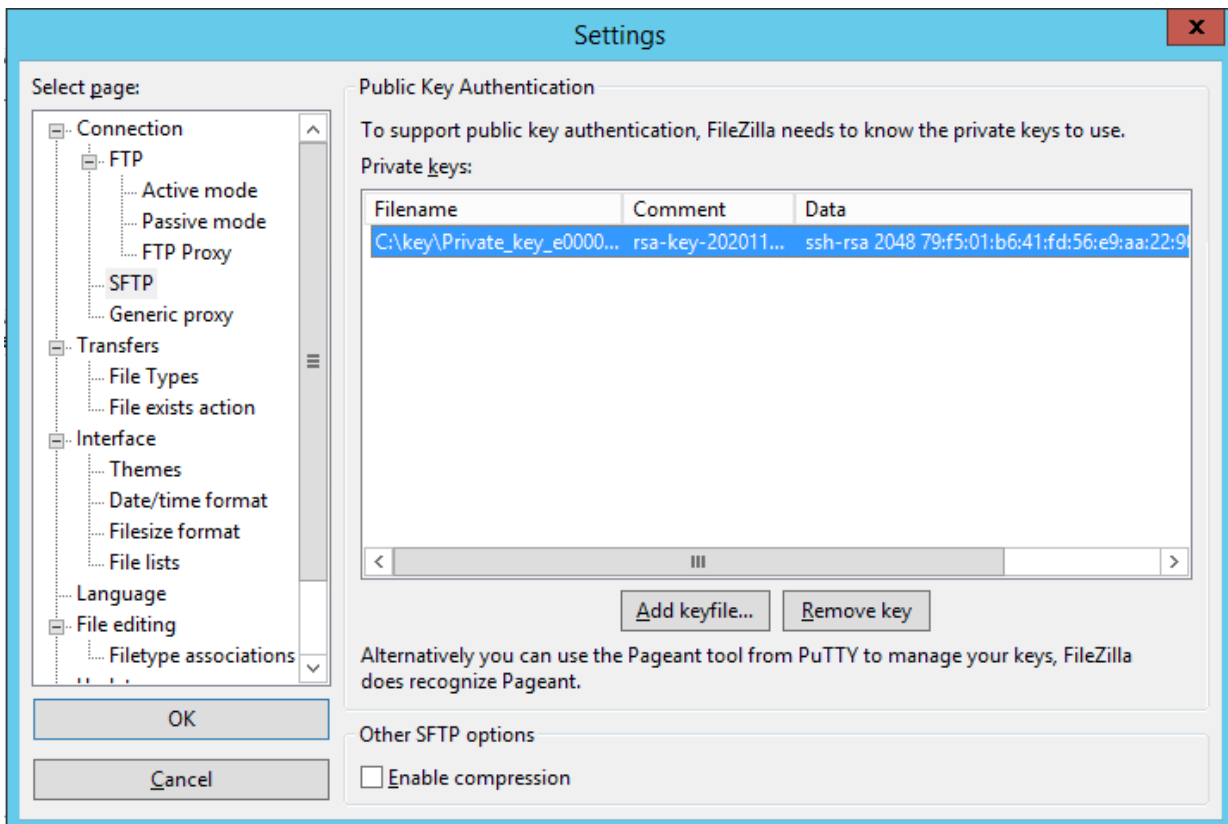 Settings
x
Select page:
Connection
FTP
Active mode
Passive mode
FTP Proxy
SFTP
Generic proxy
Transfers
File Types
File exists action
Interface
Themes
Date/time format
Filesize format
File lists
Language
File editing
Filetype associations
OK
Cancel
Public Key Authentication
To support public key authentication, FileZilla needs to know the private keys to use.
Private keys:
Filename Comment Data
C:\key\Private_key_e0000... rsa-key-202011... ssh-rsa 2048 79:f5:01:b6:41:fd:56:e9:aa:22:
Add keyfile... Remove key
Alternatively you can use the Pageant tool from PuTTY to manage your keys, FileZilla
does recognize Pageant.
Other SFTP options
Enable compression